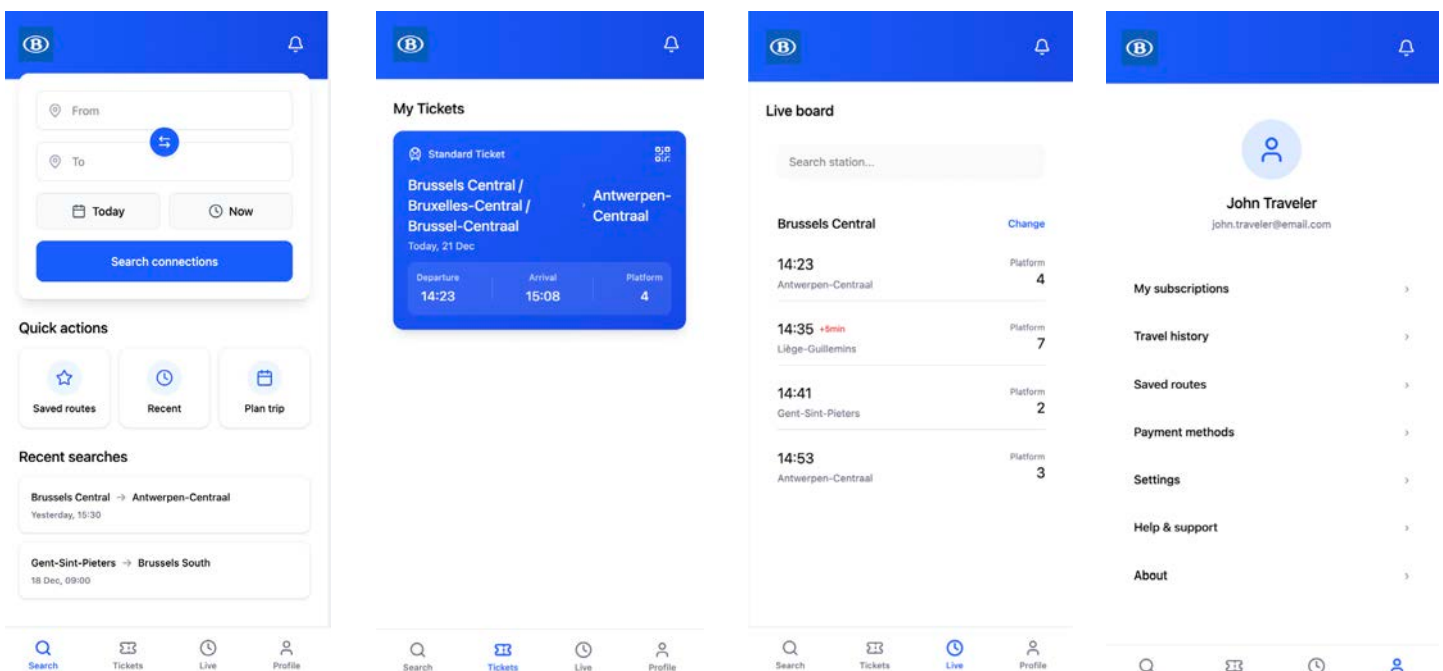 B
From
To
Today
Now
Search connections
Quick actions
Saved routes
Recent
Plan trip
Recent searches
Brussels Central → Antwerpen-Centraal
Yesterday, 15:30
Gent-Sint-Pieters → Brussels South
18 Dec, 09:00
Search
Tickets
Live
Profile
B
My Tickets
Standard Ticket
Brussels Central /
Bruxelles-Central /
Brussel-Centraal
› Antwerpen-
Centraal
Today, 21 Dec
Departure
Arrival
Platform
14:23
15:08
4
Search
Tickets
Live
Profile
B
Live board
Search station...
Brussels Central
Change
14:23
Platform
Antwerpen-Centraal
4
14:35 +5min
Platform
Liège-Guillemins
7
14:41
Platform
Gent-Sint-Pieters
2
14:53
Platform
Antwerpen-Centraal
3
Search
Tickets
Live
Profile
B
John Traveler
john.traveler@email.com
My subscriptions ›
Travel history ›
Saved routes ›
Payment methods ›
Settings ›
Help & support ›
About ›